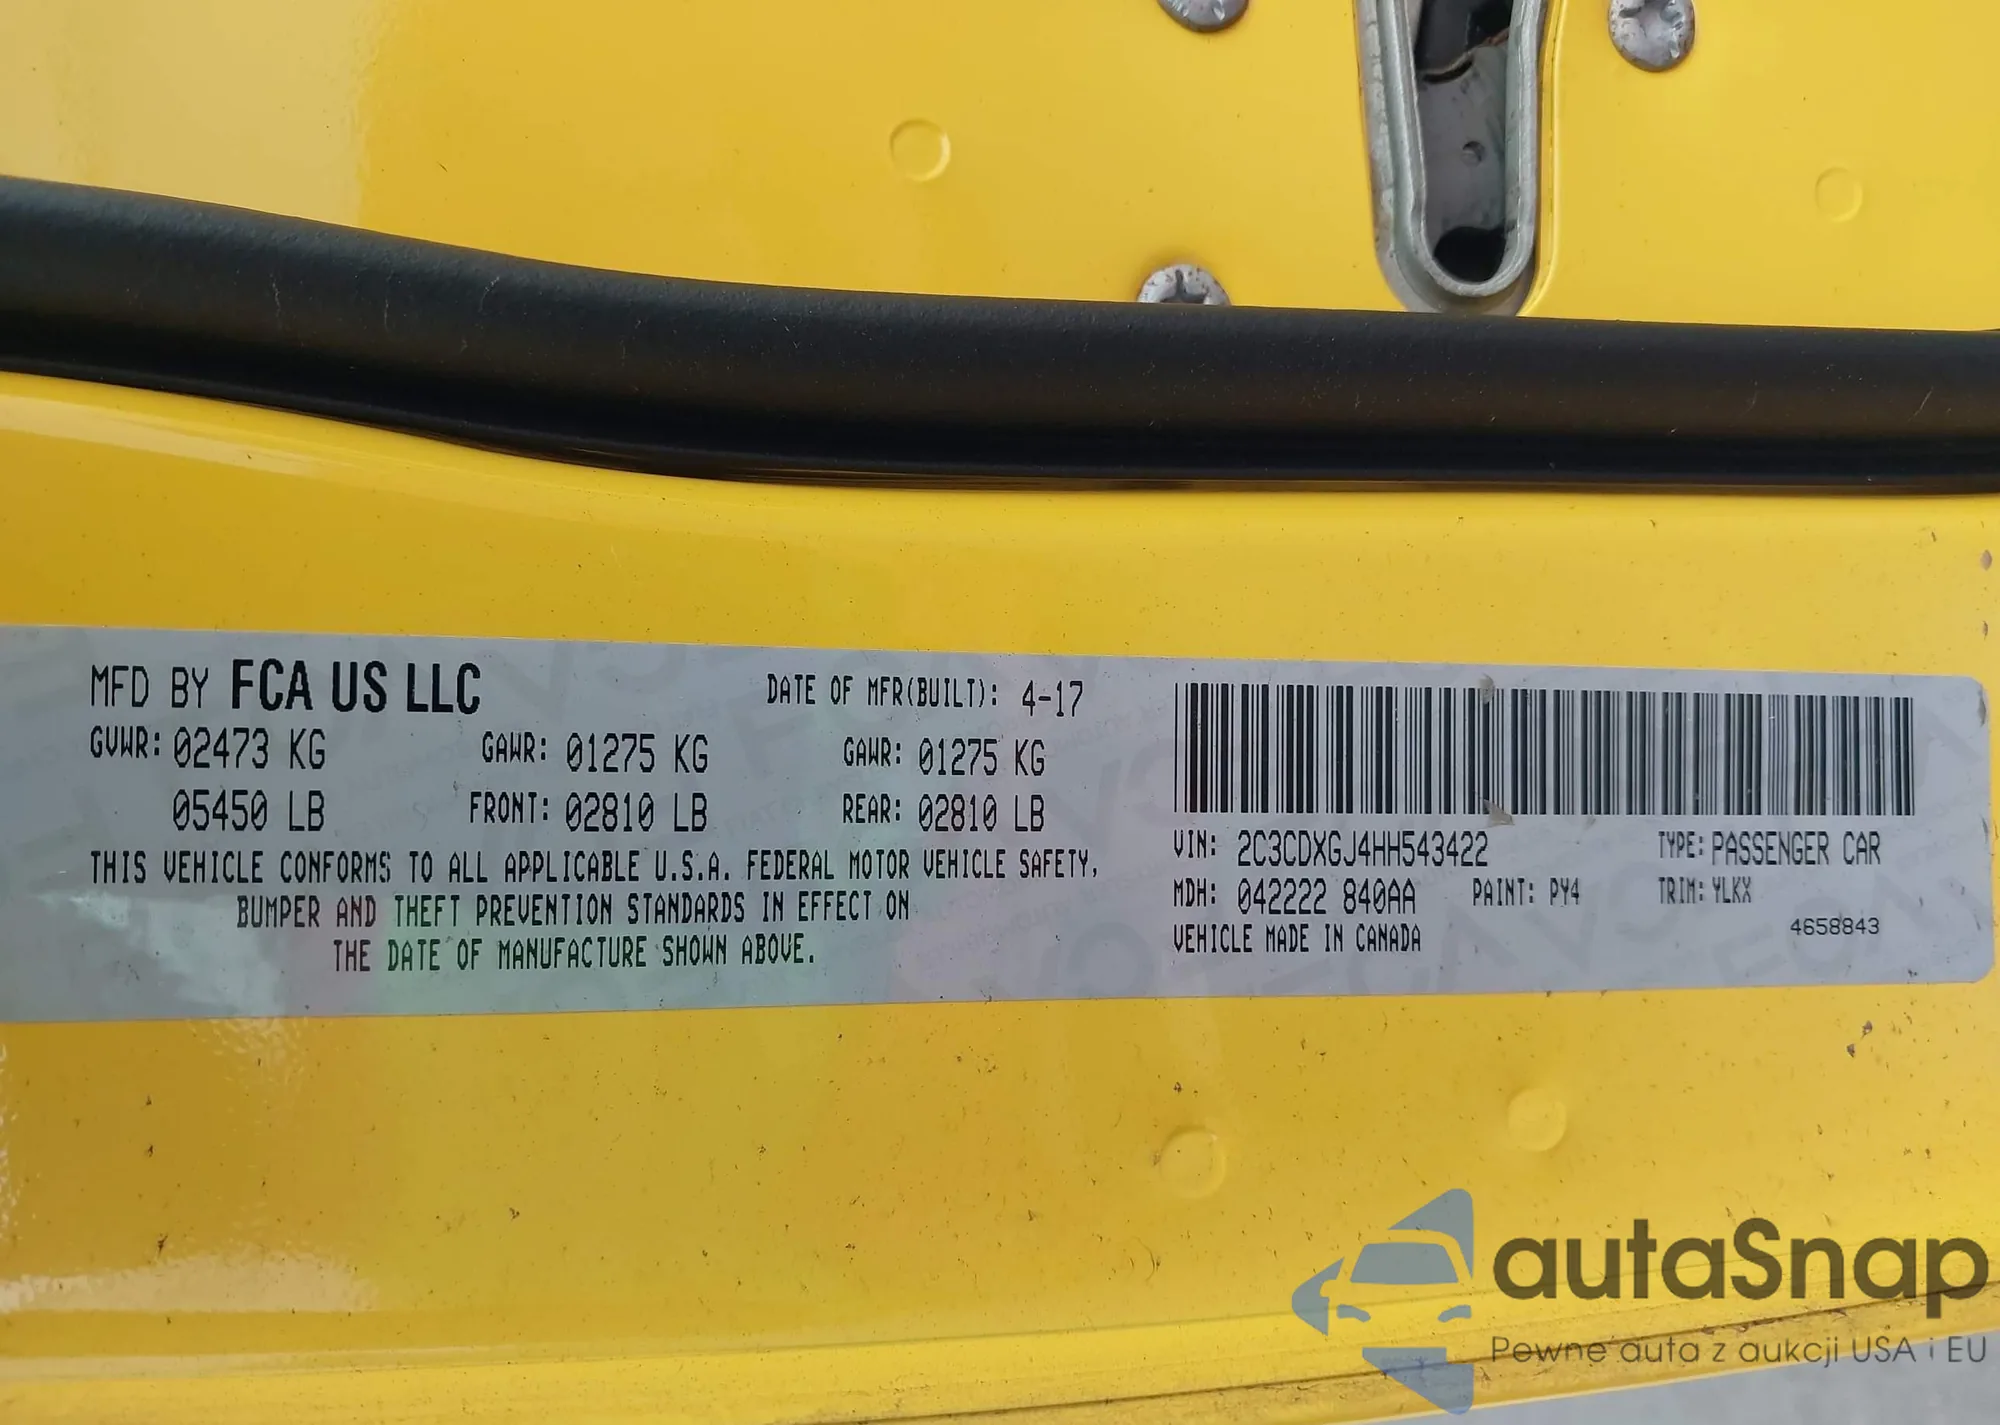 MFD BY FCA US LLC DATE OF MFR(BUILT): 4-17
GVWR: 02473 KG GAWR: 01275 KG GAWR: 01275 KG
05450 LB FRONT: 02810 LB REAR: 02810 LB
THIS VEHICLE CONFORMS TO ALL APPLICABLE U.S.A. FEDERAL MOTOR VEHICLE SAFETY,
BUMPER AND THEFT PREVENTION STANDARDS IN EFFECT ON
THE DATE OF MANUFACTURE SHOWN ABOVE.
VIN: 2C3CDXGJ4HH543422 TYPE: PASSENGER CAR
MDH: 042222 840AA PAINT: PY4 TRIM: YLKX
VEHICLE MADE IN CANADA 4658843
autaSnap
Pewne auta z aukcji USA i EU